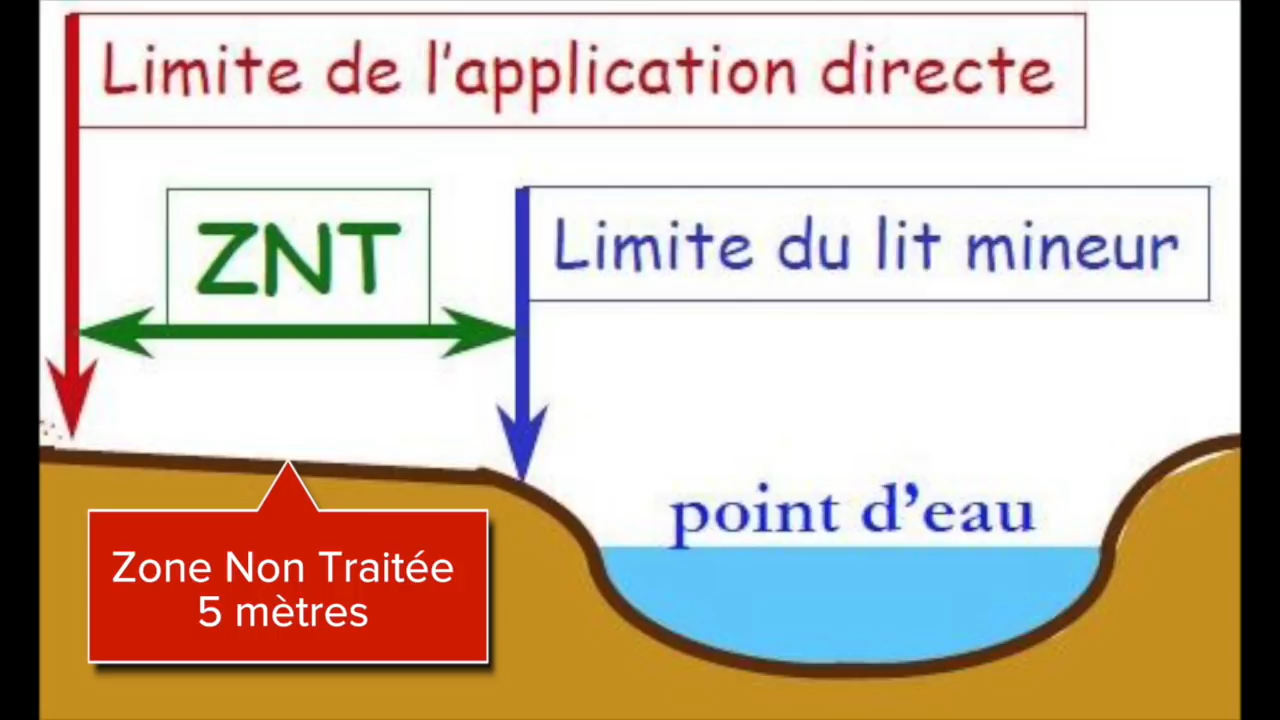 Limite de l'application directe
ZNT
Limite du lit mineur
point d'eau
Zone Non Traitée
5 mètres